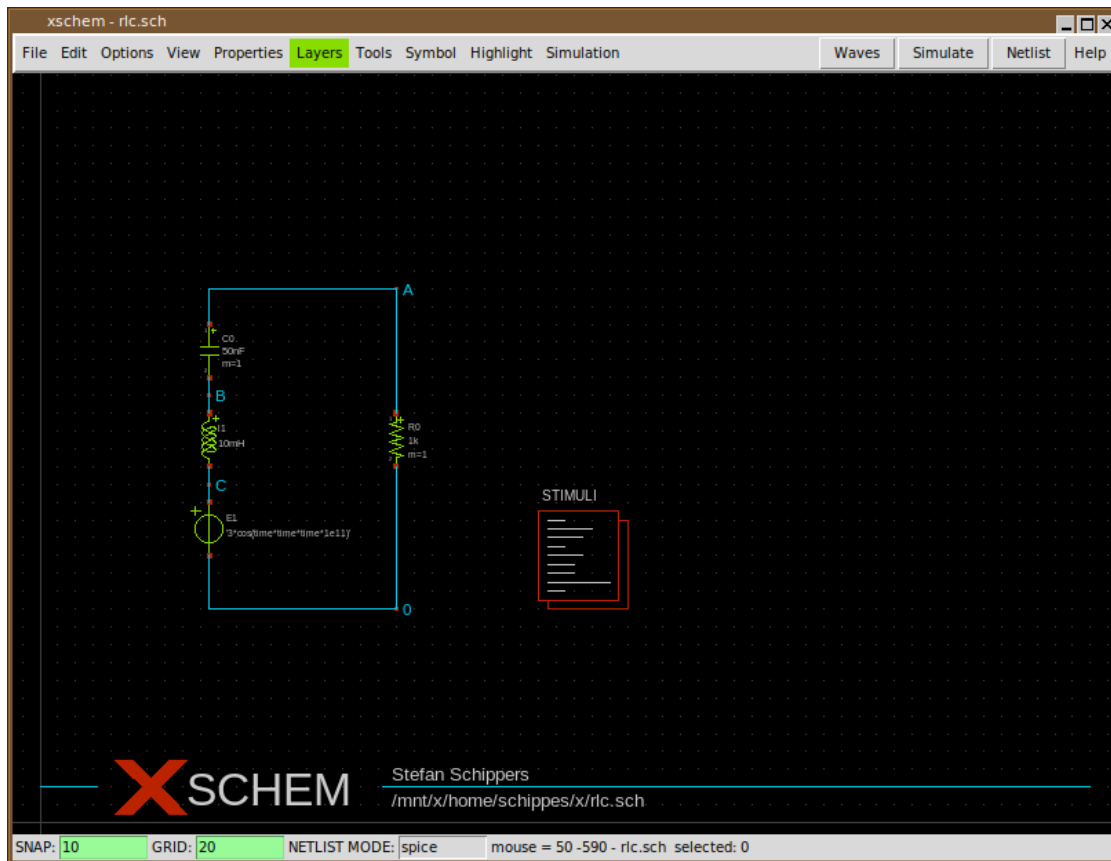 xschem - rlc.sch
File Edit Options View Properties Layers Tools Symbol Highlight Simulation Waves Simulate Netlist Help
A
C0
50nF
m=1
B
l1
10mH
R0
1k
m=1
C
E1
'3*cos(time*time*time*1e11)'
STIMULI
0
XSCHEM
Stefan Schippers
/mnt/x/home/schippes/x/rlc.sch
SNAP: 10 GRID: 20 NETLIST MODE: spice mouse = 50 -590 - rlc.sch selected: 0